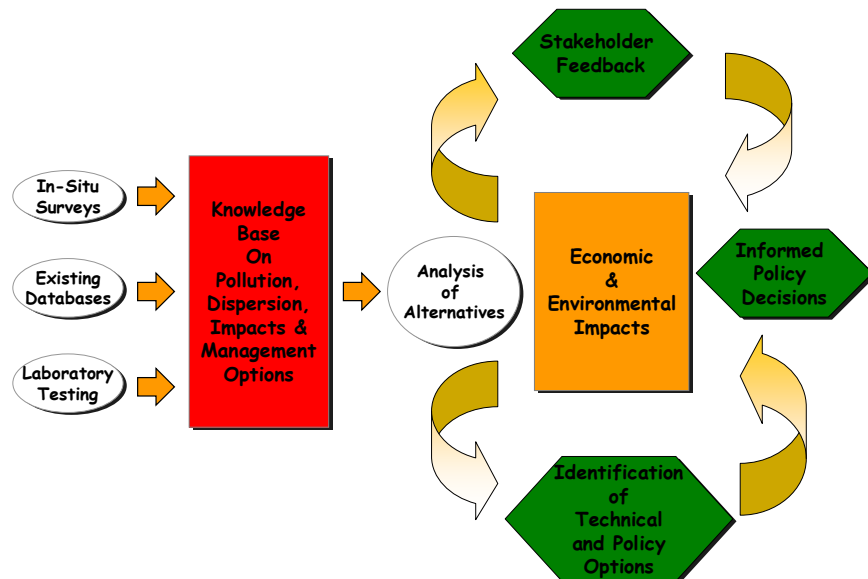 In-Situ
Surveys
Existing
Databases
Laboratory
Testing
Knowledge
Base
On
Pollution,
Dispersion,
Impacts &
Management
Options
Analysis
of
Alternatives
Stakeholder
Feedback
Economic
&
Environmental
Impacts
Informed
Policy
Decisions
Identification
of
Technical
and Policy
Options